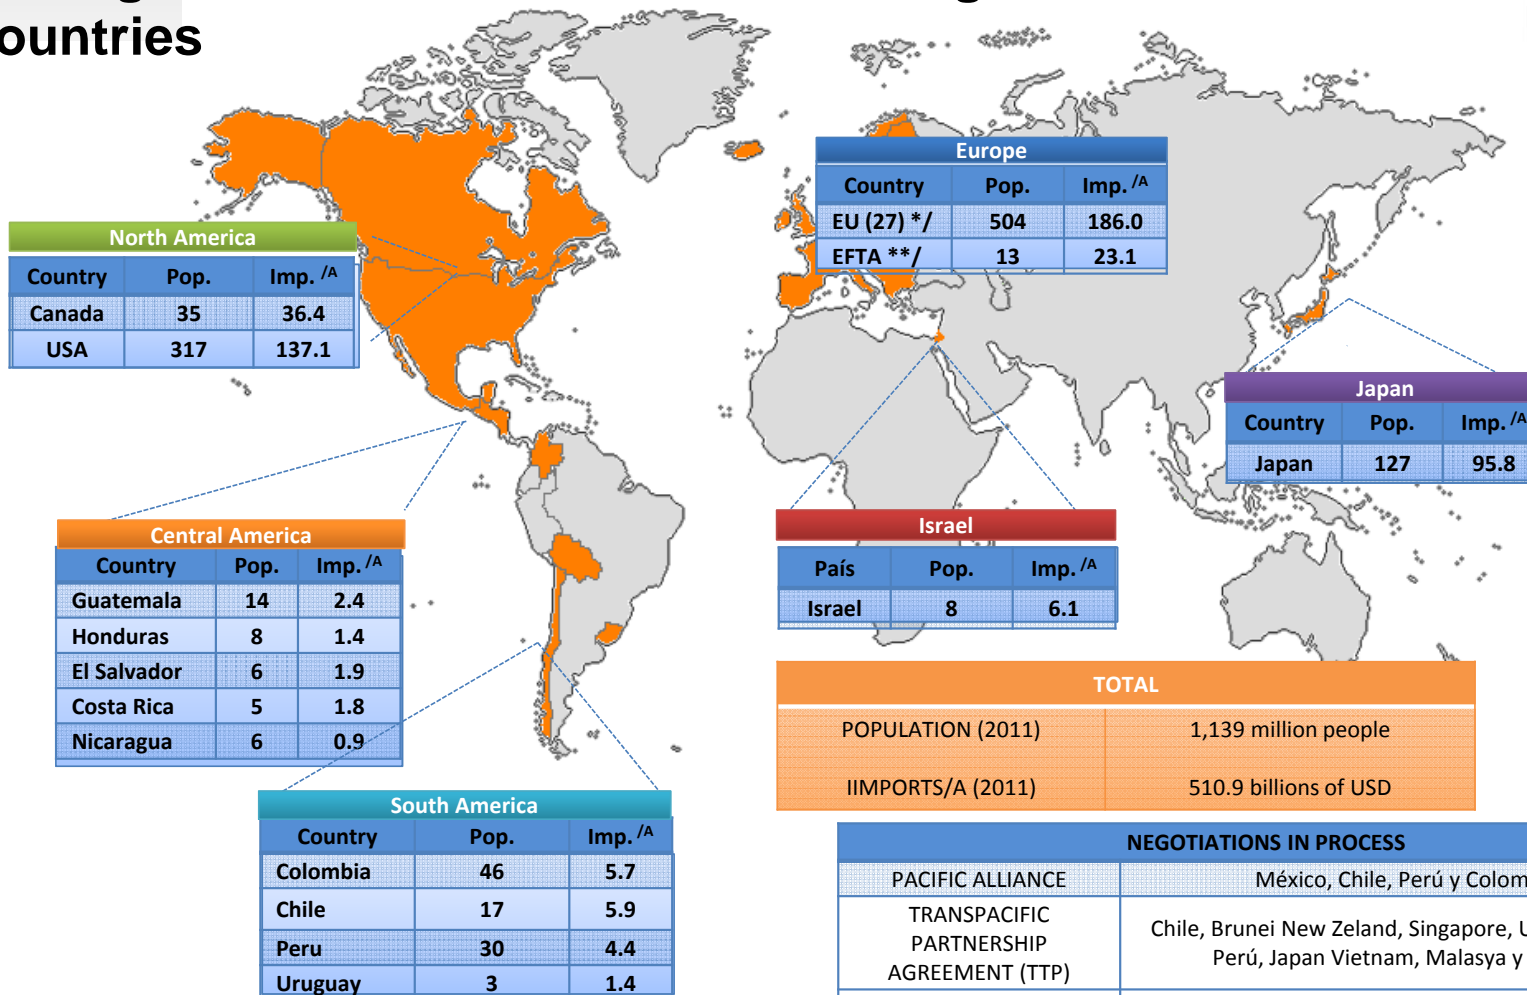 ountries
North America
Country Pop. Imp. /A
Canada 35 36.4
USA 317 137.1
Europe
Country Pop. Imp. /A
EU (27) */ 504 186.0
EFTA **/ 13 23.1
Japan
Country Pop. Imp. /A
Japan 127 95.8
Central America
Country Pop. Imp. /A
Guatemala 14 2.4
Honduras 8 1.4
El Salvador 6 1.9
Costa Rica 5 1.8
Nicaragua 6 0.9
Israel
País Pop. Imp. /A
Israel 8 6.1
TOTAL
POPULATION (2011) 1,139 million people
IIMPORTS/A (2011) 510.9 billions of USD
South America
Country Pop. Imp. /A
Colombia 46 5.7
Chile 17 5.9
Peru 30 4.4
Uruguay 3 1.4
NEGOTIATIONS IN PROCESS
PACIFIC ALLIANCE México, Chile, Perú y Colom
TRANSPACIFIC
PARTNERSHIP
AGREEMENT (TTP)
Chile, Brunei New Zeland, Singapore, U
Perú, Japan Vietnam, Malasya y